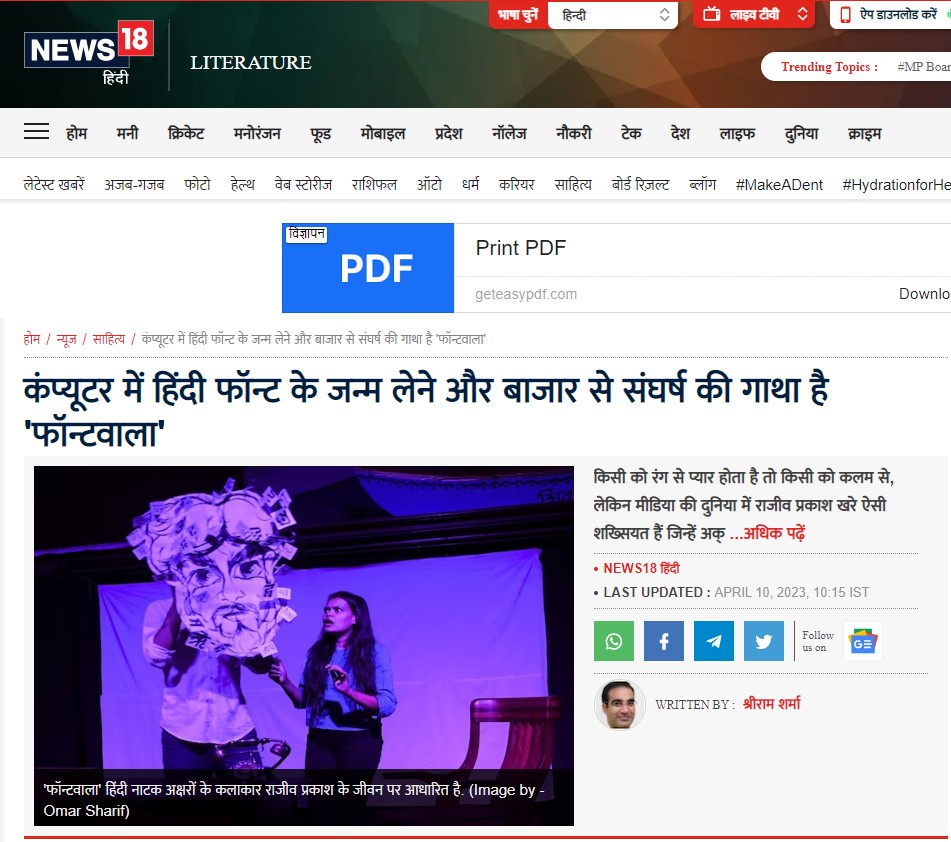 भाषा चुनें
हिन्दी
लाइव टीवी
ऐप डाउनलोड करें
NEWS 18
हिंदी
LITERATURE
Trending Topics : #MP Boar
होम मनी क्रिकेट मनोरंजन फूड मोबाइल प्रदेश नॉलेज नौकरी टेक देश लाइफ दुनिया क्राइम
लेटेस्ट खबरें अजब-गजब फोटो हेल्थ वेब स्टोरीज राशिफल ऑटो धर्म करियर साहित्य बोर्ड रिज़ल्ट ब्लॉग #MakeADent #HydrationforHe
विज्ञापन
PDF
Print PDF
geteasypdf.com
Downlo
होम / न्यूज / साहित्य / कंप्यूटर में हिंदी फॉन्ट के जन्म लेने और बाजार से संघर्ष की गाथा है 'फॉन्टवाला'
कंप्यूटर में हिंदी फॉन्ट के जन्म लेने और बाजार से संघर्ष की गाथा है
'फॉन्टवाला'
किसी को रंग से प्यार होता है तो किसी को कलम से,
लेकिन मीडिया की दुनिया में राजीव प्रकाश खरे ऐसी
शख्सियत हैं जिन्हें अक् ...अधिक पढ़ें
• NEWS18 हिंदी
• LAST UPDATED : APRIL 10, 2023, 10:15 IST
Follow
us on
GE
WRITTEN BY : श्रीराम शर्मा
'फॉन्टवाला' हिंदी नाटक अक्षरों के कलाकार राजीव प्रकाश के जीवन पर आधारित है. (Image by -
Omar Sharif)